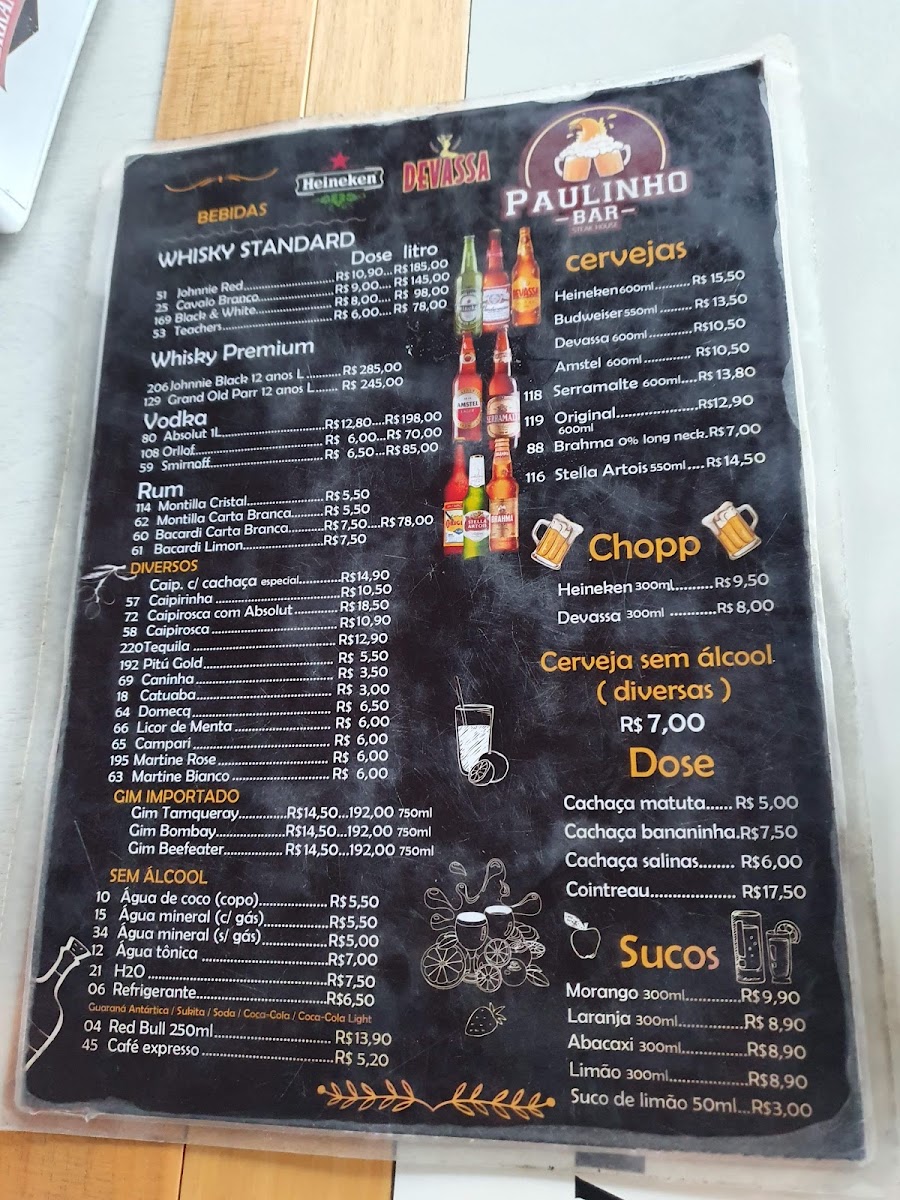 Heineken
DEVASSA
PAULINHO
BAR
STEAK HOUSE
BEBIDAS
WHISKY STANDARD
Dose litro
51 Johnnie Red........R$ 10,90...R$ 185,00
25 Cavalo Branco........R$ 9,00...R$ 145,00
169 Black & White........R$ 8,00.... R$ 98,00
53 Teachers........R$ 6,00... R$ 78,00
Whisky Premium
206 Johnnie Black 12 anos L ........R$ 285,00
129 Grand Old Parr 12 anos L ....... R$ 245,00
Vodka
80 Absolut 1L........R$12,80...R$198,00
108 Orllof........R$ 6,00...R$ 70,00
59 Smirnoff........R$ 6,50...R$ 85,00
Rum
114 Montilla Cristal........R$ 5,50
62 Montilla Carta Branca........R$ 5,50
60 Bacardi Carta Branca........R$7,50....R$78,00
61 Bacardi Limon........R$7,50
DIVERSOS
Caip. c/ cachaça especial........R$14,90
57 Caipirinha........R$10,50
72 Caipirosca com Absolut........R$18,50
58 Caipirosca........R$10,90
220Tequila........R$12,90
192 Pitú Gold........R$ 5,50
69 Caninha........R$ 3,50
18 Catuaba........R$ 3,00
64 Domecq........R$ 6,50
66 Licor de Menta........R$ 6,00
65 Campari........R$ 6,00
195 Martine Rose........R$ 6,00
63 Martine Bianco........R$ 6,00
GIM IMPORTADO
Gim Tamqueray........R$14,50...192,00 750ml
Gim Bombay........R$14,50...192,00 750ml
Gim Beefeater........R$14,50...192,00 750ml
SEM ÁLCOOL
10 Água de coco (copo)........R$5,50
15 Água mineral (c/ gás)........R$5,50
34 Água mineral (s/ gás)........R$5,00
12 Água tônica ........R$7,00
21 H2O........R$7,50
06 Refrigerante........R$6,50
Guaraná Antártica / Sukita / Soda / Coca-Cola / Coca-Cola Light
04 Red Bull 250ml........R$13,90
45 Café expresso ........R$ 5,20
cervejas
Heineken 600ml........R$ 15,50
Budweiser 550ml ........R$ 13,50
Devassa 600ml ........R$10,50
Amstel 600ml ........R$10,50
118 Serramalte 600ml....R$ 13,80
119 Original........R$12,90
600ml
88 Brahma 0% long neck.R$7,00
116 Stella Artois 550ml....R$ 14,50
Chopp
Heineken 300ml........R$ 9,50
Devassa 300ml ........R$ 8,00
Cerveja sem álcool
( diversas )
R$ 7,00
Dose
Cachaça matuta...... R$ 5,00
Cachaça bananinha.R$7,50
Cachaça salinas........ R$6,00
Cointreau........R$17,50
Sucos
Morango 300ml........R$9,90
Laranja 300ml........R$ 8,90
Abacaxi 300ml........R$8,90
Limão 300ml........R$8,90
Suco de limão 50ml...R$3,00